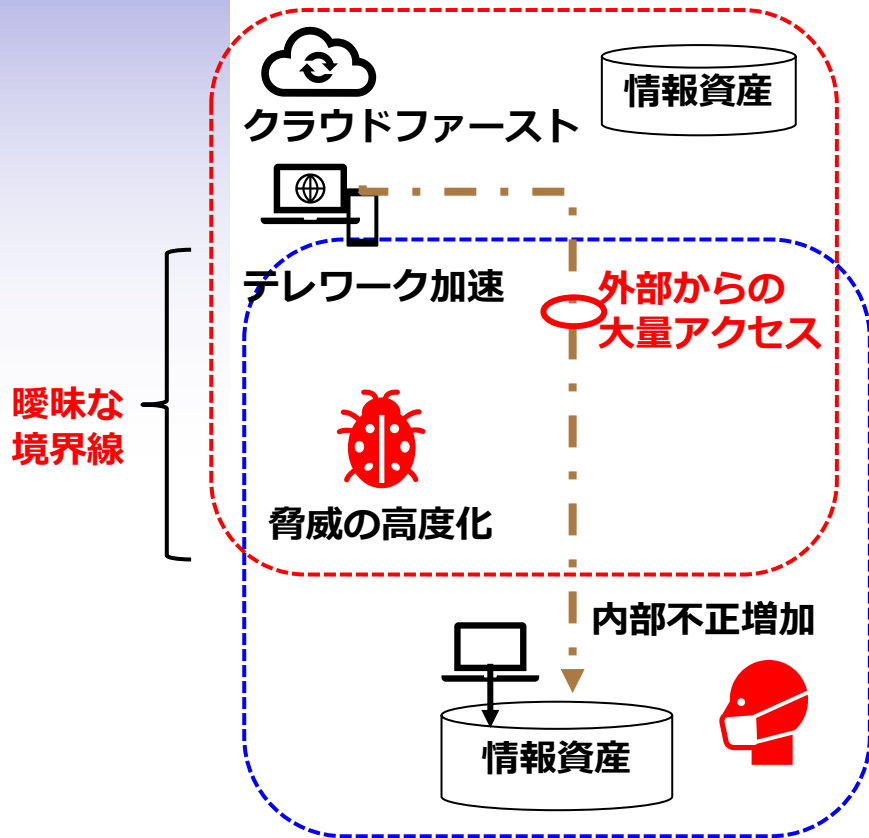 情報資産
クラウドファースト
テレワーク加速
外部からの
大量アクセス
曖昧な
境界線
脅威の高度化
内部不正増加
情報資産